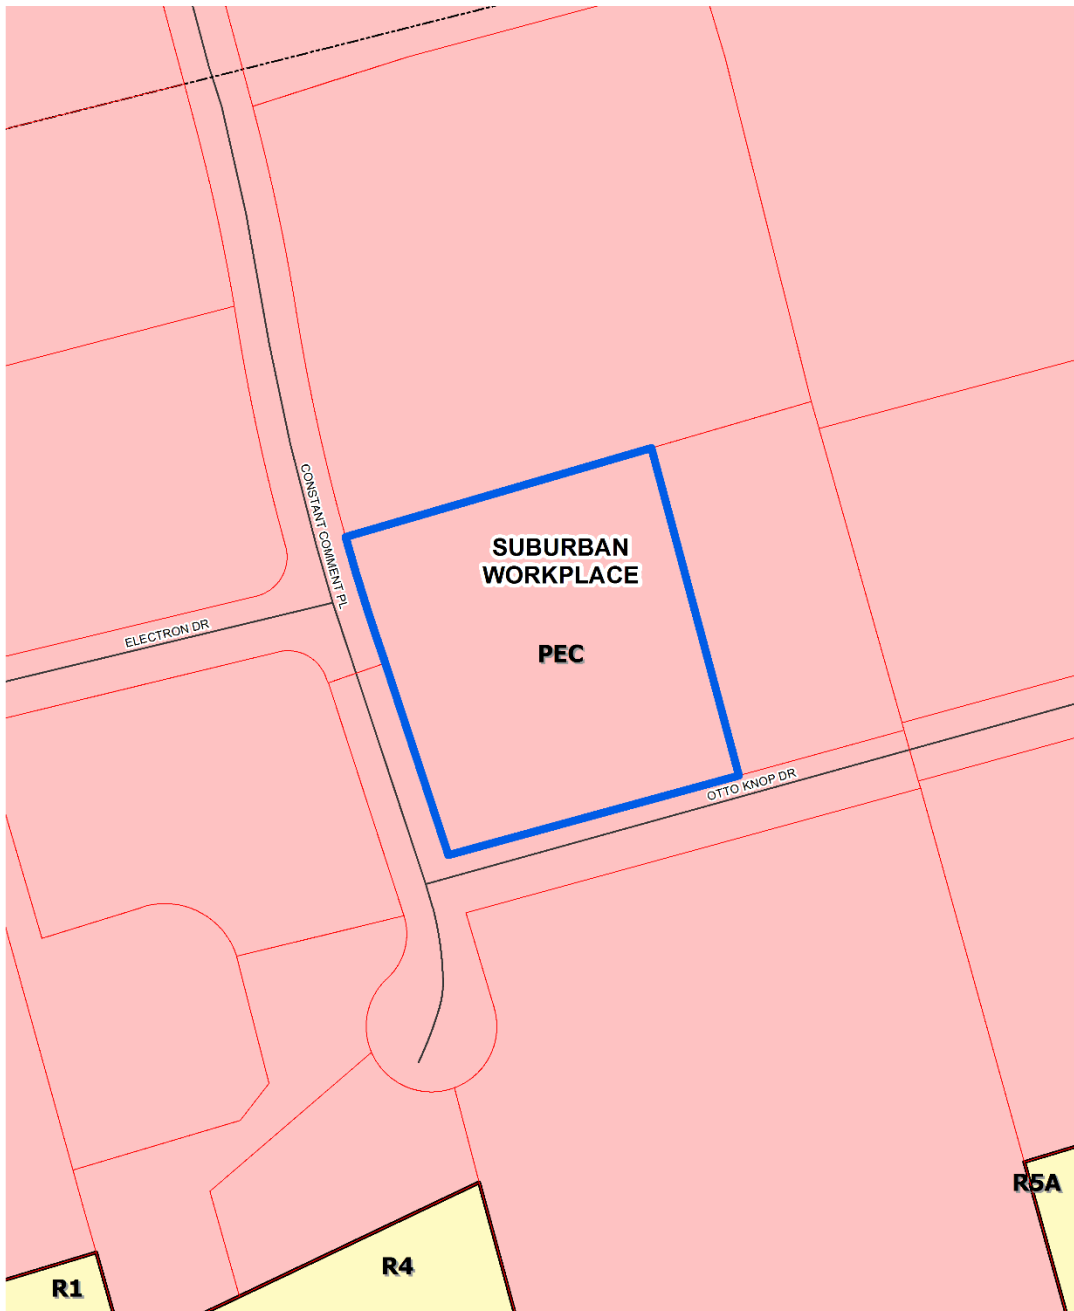 CONSTANT COMMENT PL
SUBURBAN
WORKPLACE
ELECTRON DR
PEC
OTTO KNOP DR
R5A
R4
R1